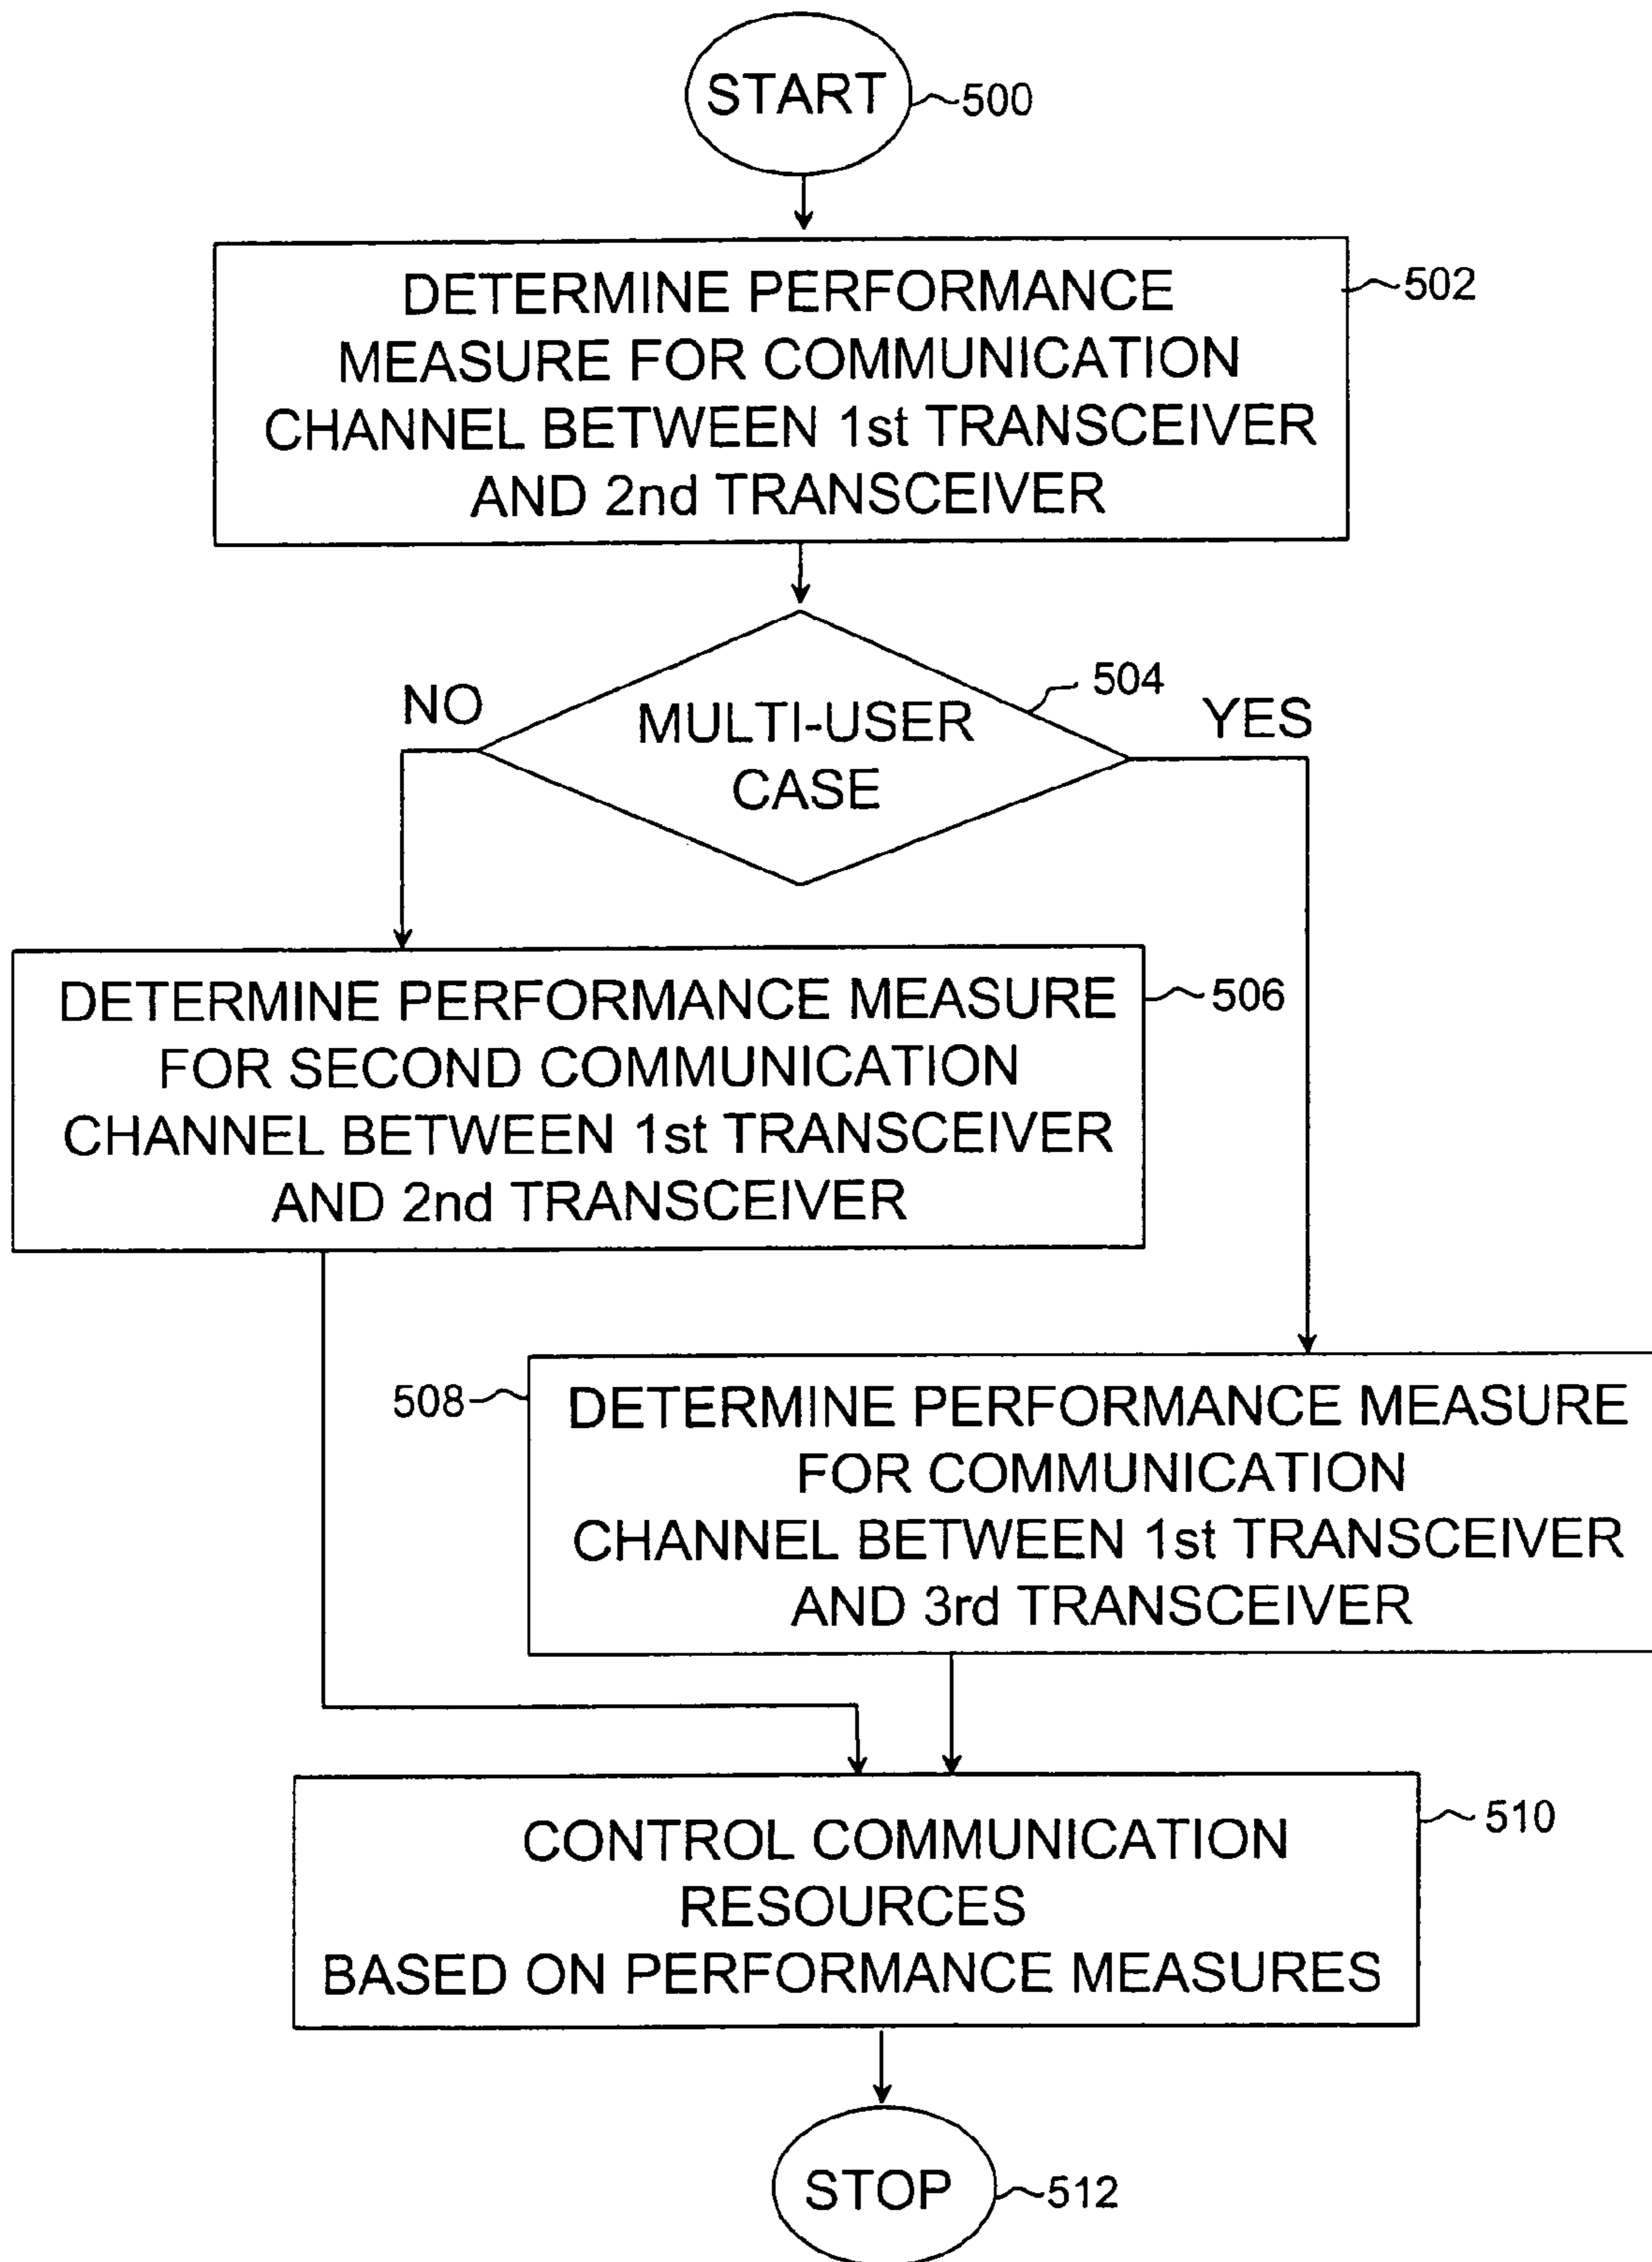 START
500
DETERMINE PERFORMANCE
MEASURE FOR COMMUNICATION
CHANNEL BETWEEN 1st TRANSCEIVER
AND 2nd TRANSCEIVER
502
NO
504
YES
MULTI-USER
CASE
DETERMINE PERFORMANCE MEASURE
FOR SECOND COMMUNICATION
CHANNEL BETWEEN 1st TRANSCEIVER
AND 2nd TRANSCEIVER
506
508
DETERMINE PERFORMANCE MEASURE
FOR COMMUNICATION
CHANNEL BETWEEN 1st TRANSCEIVER
AND 3rd TRANSCEIVER
CONTROL COMMUNICATION
RESOURCES
BASED ON PERFORMANCE MEASURES
510
STOP
512